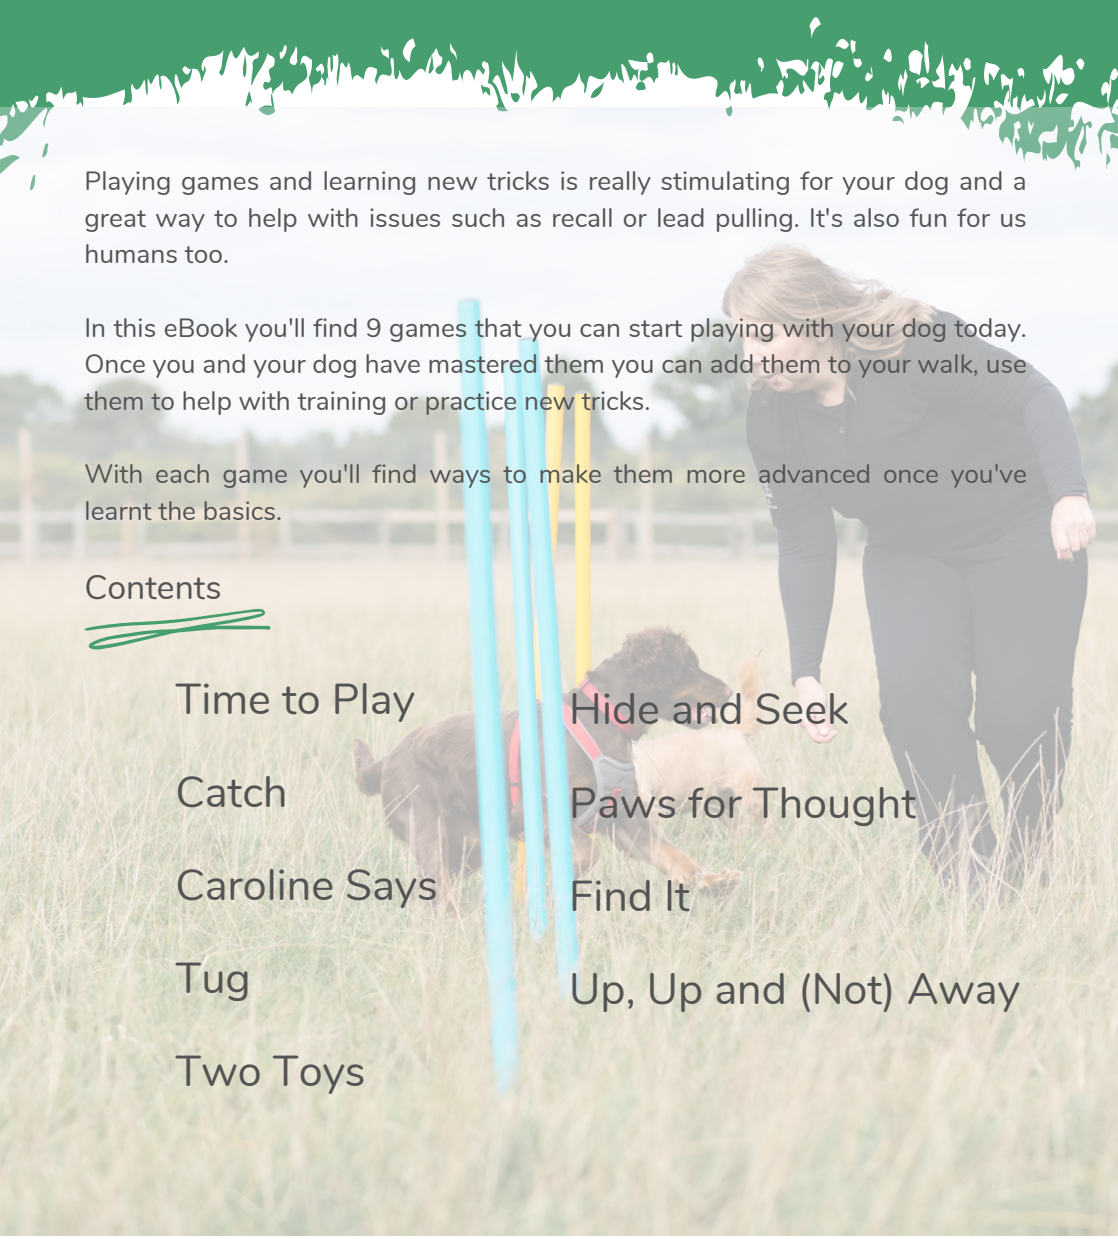 Playing games and learning new tricks is really stimulating for your dog and a
great way to help with issues such as recall or lead pulling. It's also fun for us
humans too.
In this eBook you'll find 9 games that you can start playing with your dog today.
Once you and your dog have mastered them you can add them to your walk, use
them to help with training or practice new tricks.
With each game you'll find ways to make them more advanced once you've
learnt the basics.
Contents
Time to Play
Catch
Caroline Says
Tug
Two Toys
Hide and Seek
Paws for Thought
Find It
Up, Up and (Not) Away